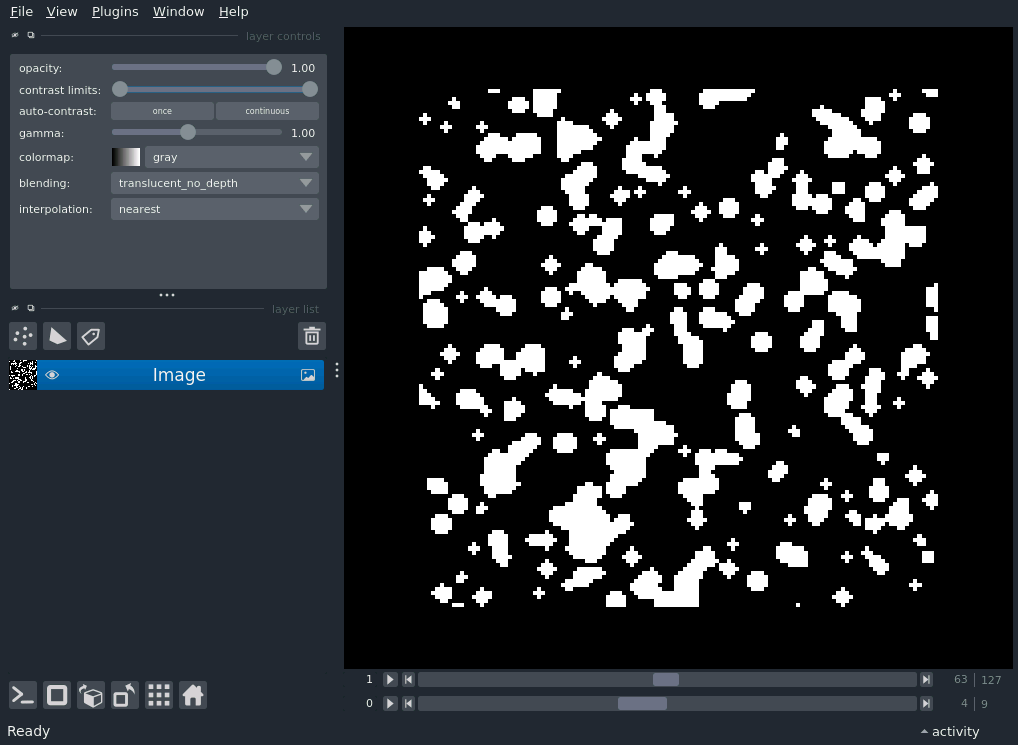 File View Plugins Window Help
layer controls
opacity: 1.00
contrast limits:
auto-contrast: once continuous
gamma: 1.00
colormap: gray
blending: translucent_no_depth
interpolation: nearest
layer list
Image
1 63 127
0 4 9
Ready activity